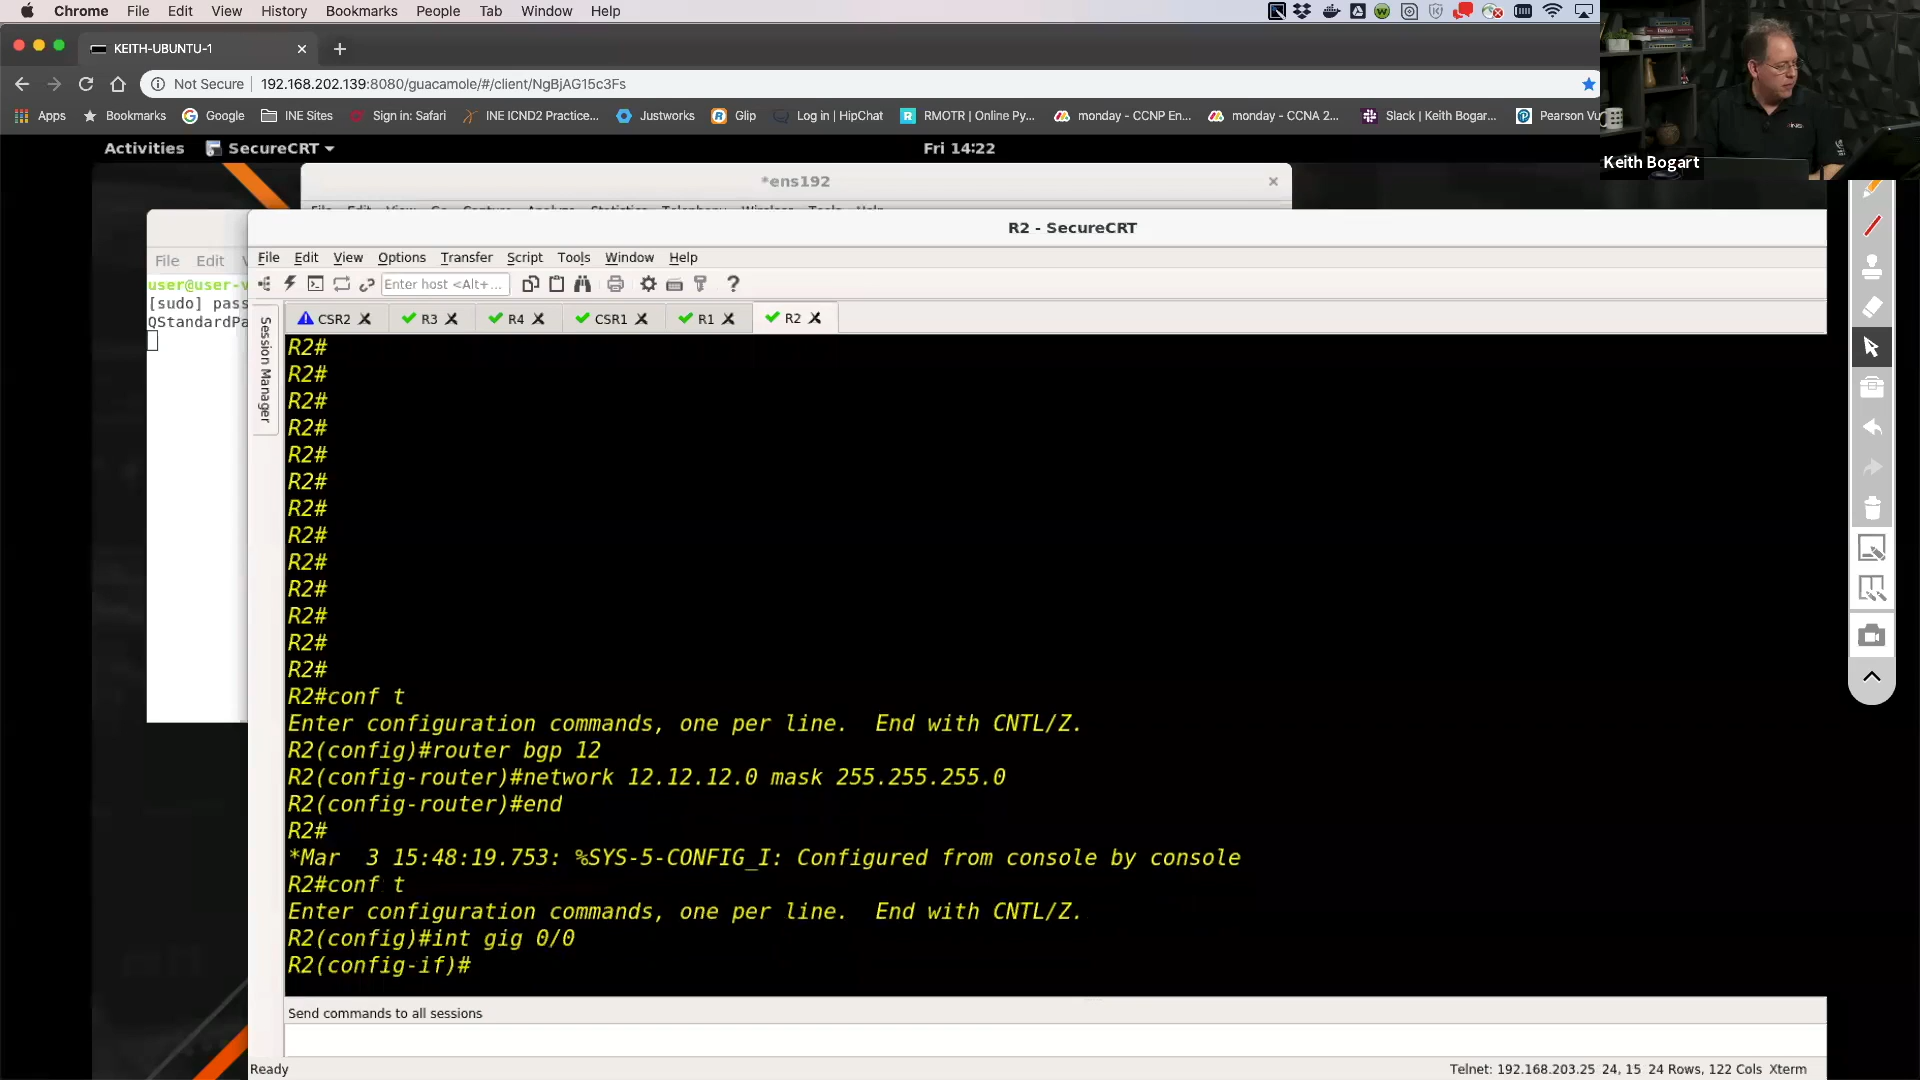 Chrome File Edit View History Bookmarks People Tab Window Help
KEITH-UBUNTU-1
Not Secure 192.168.202.139:8080/guacamole/#/client/NgBjAG15c3Fs
Apps Bookmarks Google INE Sites Sign in: Safari INE ICND2 Practice... Justworks Glip Log in | HipChat RMOTR | Online Py... monday - CCNP En... monday - CCNA 2... Slack | Keith Bogar... Pearson Vu
Keith Bogart
Activities SecureCRT Fri 14:22
*ens192
File Edit View Go Capture Analyze Statistics Telephony Wireless Tools Help
R2 - SecureCRT
File Edit
File Edit View Options Transfer Script Tools Window Help
user@user-v
[sudo] pass
QStandardPa
Enter host <Alt+...
Session Manager
CSR2 R3 R4 CSR1 R1 R2
R2#
R2#
R2#
R2#
R2#
R2#
R2#
R2#
R2#
R2#
R2#
R2#
R2#
R2#conf t
Enter configuration commands, one per line. End with CNTL/Z.
R2(config)#router bgp 12
R2(config-router)#network 12.12.12.0 mask 255.255.255.0
R2(config-router)#end
R2#
*Mar 3 15:48:19.753: %SYS-5-CONFIG_I: Configured from console by console
R2#conf t
Enter configuration commands, one per line. End with CNTL/Z.
R2(config)#int gig 0/0
R2(config-if)#
Send commands to all sessions
Ready Telnet: 192.168.203.25 24, 15 24 Rows, 122 Cols Xterm